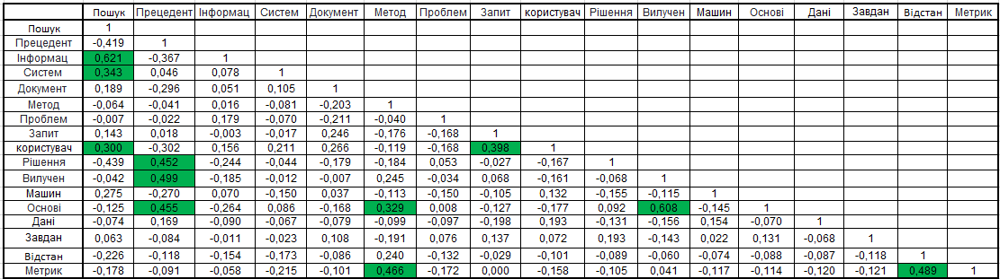 Пошук Прецедент Інформац Систем Документ Метод Проблем Запит користувач Рішення Вилучен Машин Основі Дані Завдан Відстан Метрик
Пошук 1
Прецедент -0,419 1
Інформац 0,621 -0,367 1
Систем 0,343 0,046 0,078 1
Документ 0,189 -0,296 0,051 0,105 1
Метод -0,064 -0,041 0,016 -0,081 -0,203 1
Проблем -0,007 -0,022 0,179 -0,070 -0,211 -0,040 1
Запит 0,143 0,018 -0,003 -0,017 0,246 -0,176 -0,168 1
користувач 0,300 -0,302 0,156 0,211 0,266 -0,119 -0,168 0,398 1
Рішення -0,439 0,452 -0,244 -0,044 -0,179 -0,184 0,053 -0,027 -0,167 1
Вилучен -0,042 0,499 -0,185 -0,012 -0,007 0,245 -0,034 0,068 -0,161 -0,068 1
Машин 0,275 -0,270 0,070 -0,150 0,037 -0,113 -0,150 -0,105 0,132 -0,155 -0,115 1
Основі -0,125 0,455 -0,264 0,086 -0,168 0,329 0,008 -0,127 -0,177 0,092 0,608 -0,145 1
Дані -0,074 0,169 -0,090 -0,067 -0,079 -0,099 -0,097 -0,198 0,193 -0,131 -0,156 0,154 -0,070 1
Завдан 0,063 -0,084 -0,011 -0,023 0,108 -0,191 0,076 0,137 0,072 0,193 -0,143 0,022 0,131 -0,068 1
Відстан -0,226 -0,118 -0,154 -0,173 -0,086 0,240 -0,132 -0,029 -0,101 -0,089 -0,060 -0,074 -0,088 -0,087 -0,118 1
Метрик -0,178 -0,091 -0,058 -0,215 -0,101 0,466 -0,172 0,000 -0,158 -0,105 0,041 -0,117 -0,114 -0,120 -0,121 0,489 1